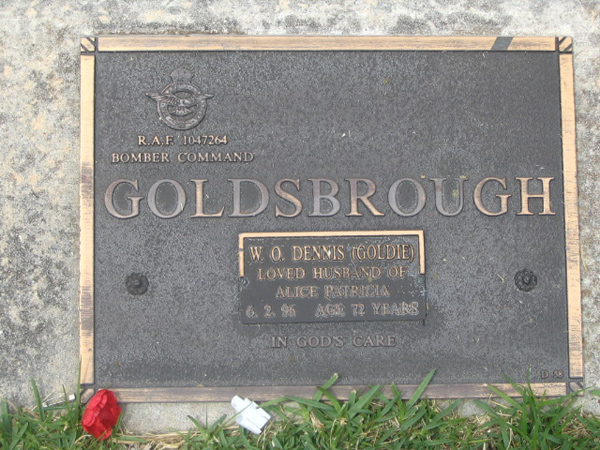 R.A.F. 1047264
BOMBER COMMAND
GOLDSBROUGH
W. O. DENNIS (GOLDIE)
LOVED HUSBAND OF
ALICE PATRICIA
6. 2. 96 AGE 72 YEARS
IN GOD'S CARE